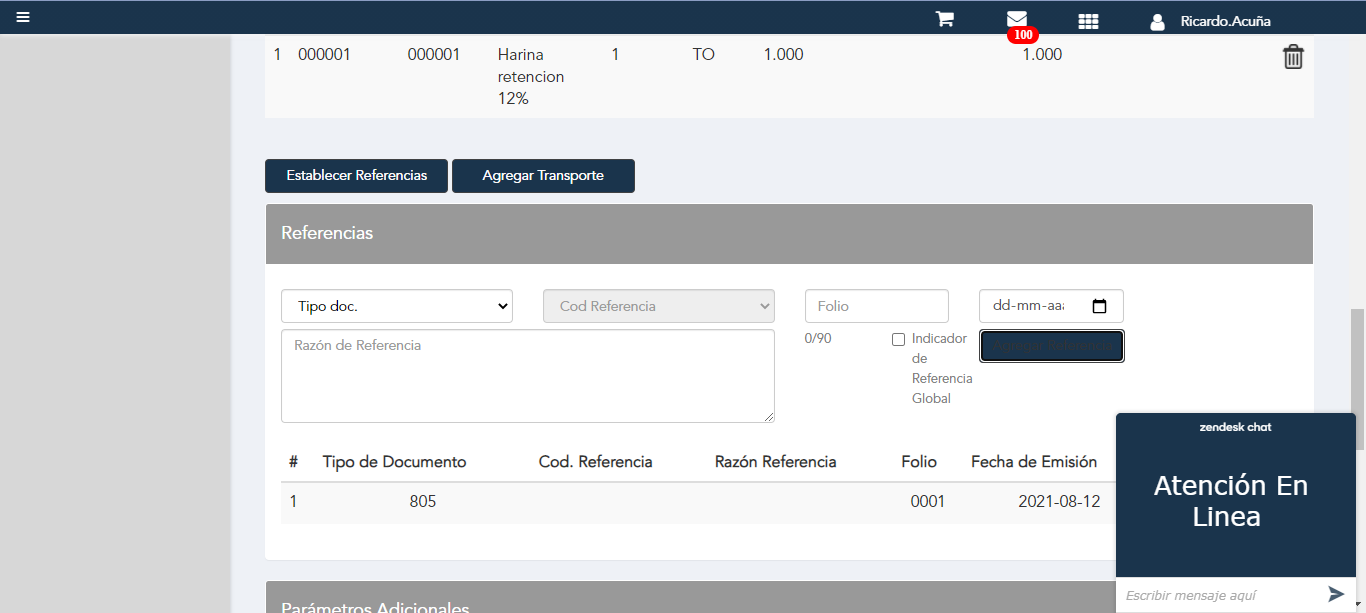 Ricardo.Acuña
100
1 000001 000001 Harina 1 TO 1.000 1.000
retencion
12%
Establecer Referencias Agregar Transporte
Referencias
Tipo doc. Cod Referencia Folio dd-mm-aa
Razón de Referencia 0/90 Indicador
de
Referencia
Global
zendesk chat
# Tipo de Documento Cod. Referencia Razón Referencia Folio Fecha de Emisión
1 805 0001 2021-08-12
Atención En
Linea
Escribir mensaje aquí
Parámetros Adicionales